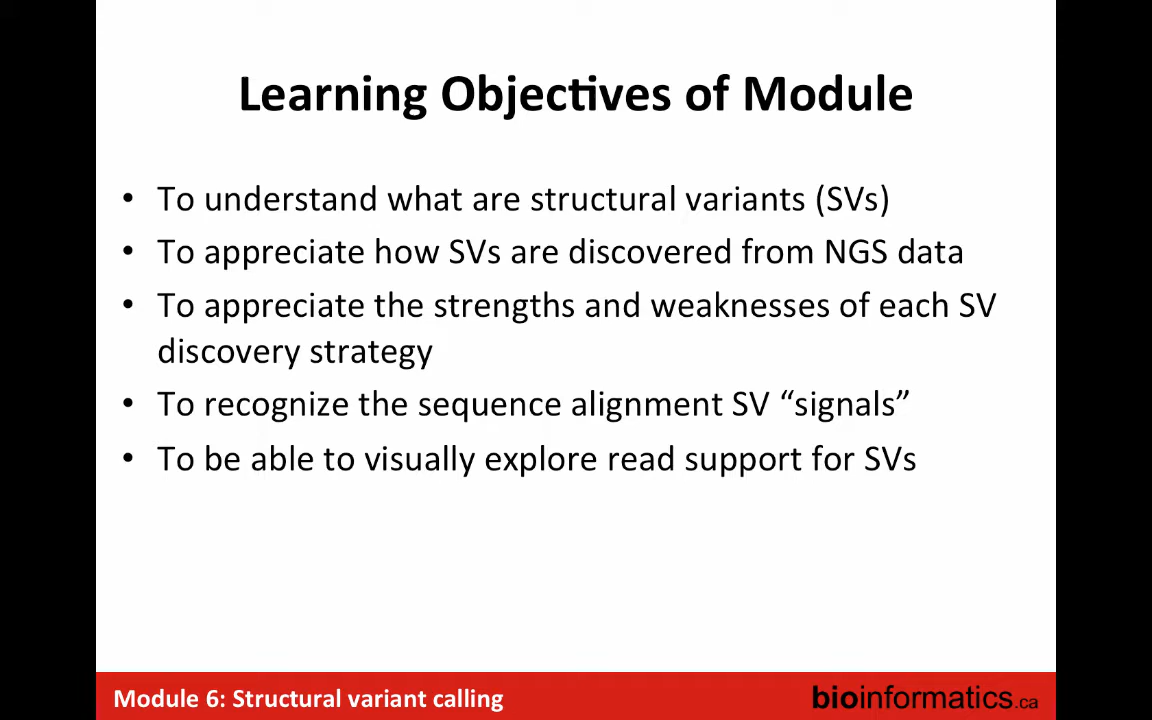 Learning Objectives of Module
• To understand what are structural variants (SVs)
• To appreciate how SVs are discovered from NGS data
• To appreciate the strengths and weaknesses of each SV
discovery strategy
• To recognize the sequence alignment SV “signals”
• To be able to visually explore read support for SVs
Module 6: Structural variant calling
bioinformatics.ca